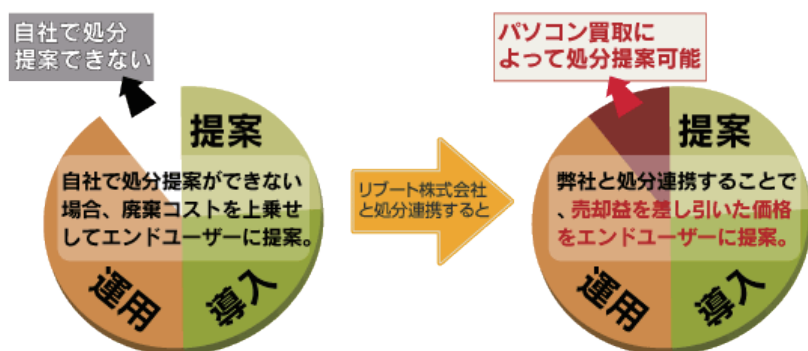 自社で処分
提案できない
提案
自社で処分提案ができない
場合、廃棄コストを上乗せ
してエンドユーザーに提案。
運用
導入
リブート株式会社
と処分連携すると
パソコン買取に
よって処分提案可能
提案
弊社と処分連携することで
、売却益を差し引いた価格
をエンドユーザーに提案。
運用
導入